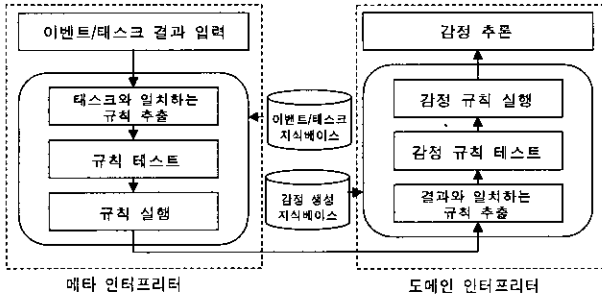 이벤트/태스크 결과 입력
태스크와 일치하는
규칙 추출
규칙 테스트
규칙 실행
메타 인터프리터
이벤트/태스크
지식베이스
감정 생성
지식베이스
감정 추론
감정 규칙 실행
감정 규칙 테스트
결과와 일치하는
규칙 추출
도메인 인터프리터